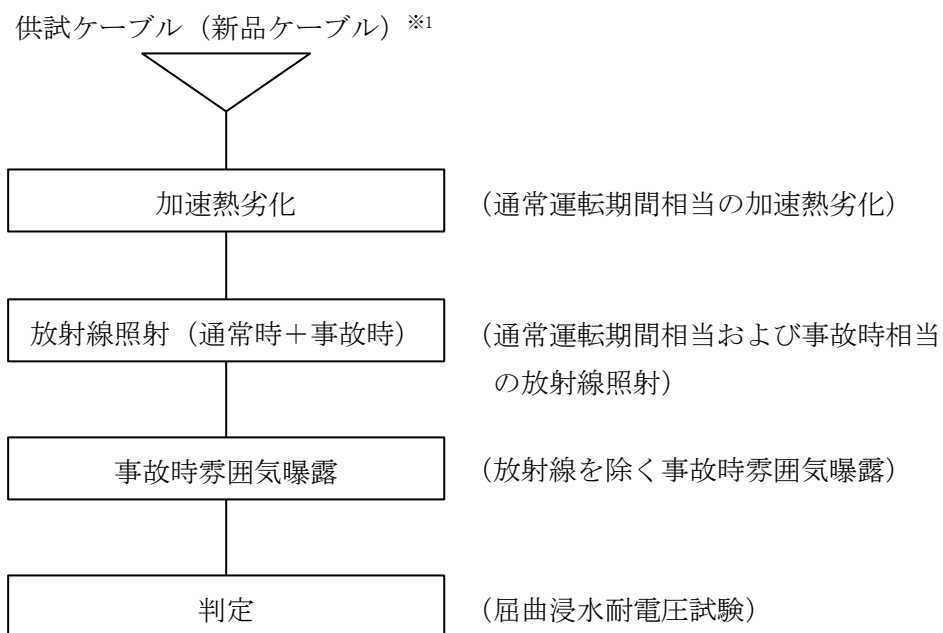 供試ケーブル（新品ケーブル）※1
加速熱劣化
（通常運転期間相当の加速熱劣化）
放射線照射（通常時＋事故時）
（通常運転期間相当および事故時相当
の放射線照射）
事故時雰囲気曝露
（放射線を除く事故時雰囲気曝露）
判定
（屈曲浸水耐電圧試験）